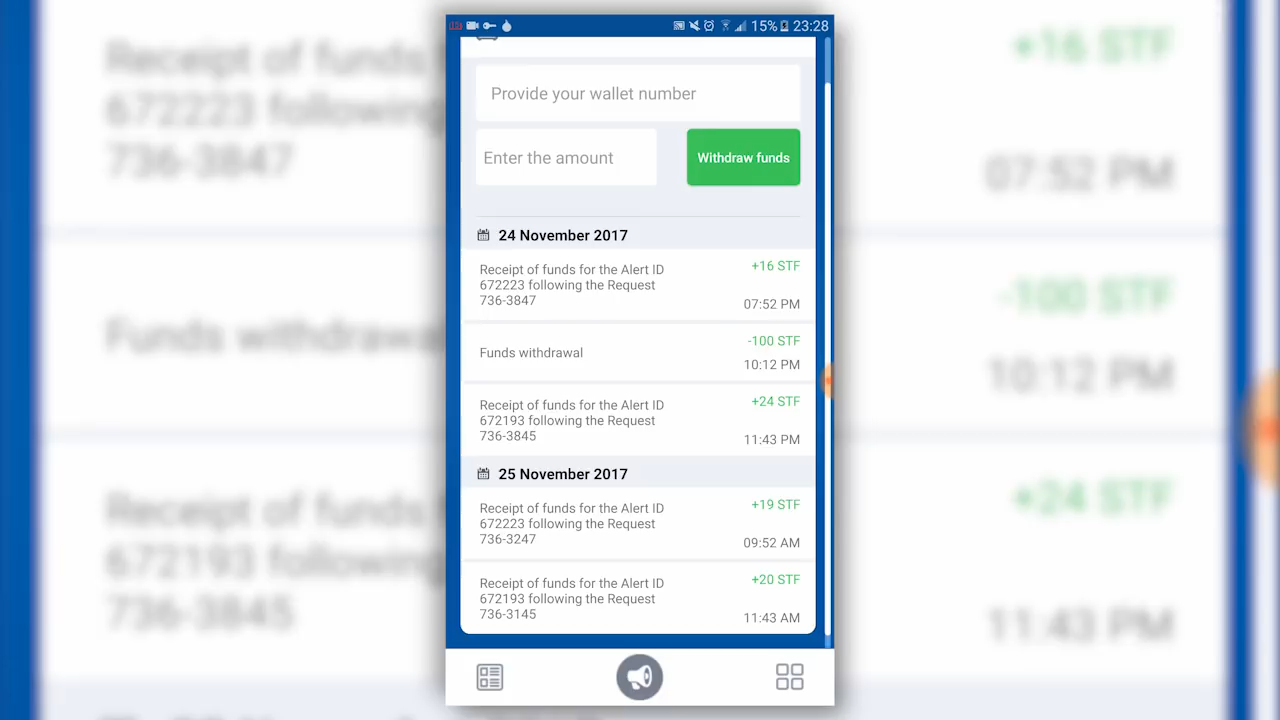 15% 23:28
Provide your wallet number
Enter the amount
Withdraw funds
24 November 2017
Receipt of funds for the Alert ID
672223 following the Request
736-3847
+16 STF
07:52 PM
Funds withdrawal
-100 STF
10:12 PM
Receipt of funds for the Alert ID
672193 following the Request
736-3845
+24 STF
11:43 PM
25 November 2017
Receipt of funds for the Alert ID
672223 following the Request
736-3247
+19 STF
09:52 AM
Receipt of funds for the Alert ID
672193 following the Request
736-3145
+20 STF
11:43 AM